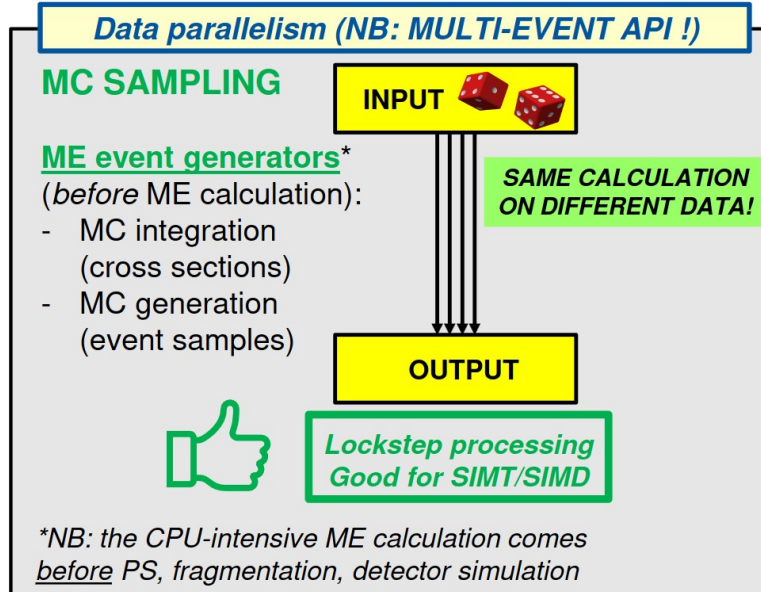 Data parallelism (NB: MULTI-EVENT API !)
MC SAMPLING
INPUT
ME event generators*
(before ME calculation):
- MC integration
(cross sections)
- MC generation
(event samples)
SAME CALCULATION
ON DIFFERENT DATA!
OUTPUT
Lockstep processing
Good for SIMT/SIMD
*NB: the CPU-intensive ME calculation comes
before PS, fragmentation, detector simulation